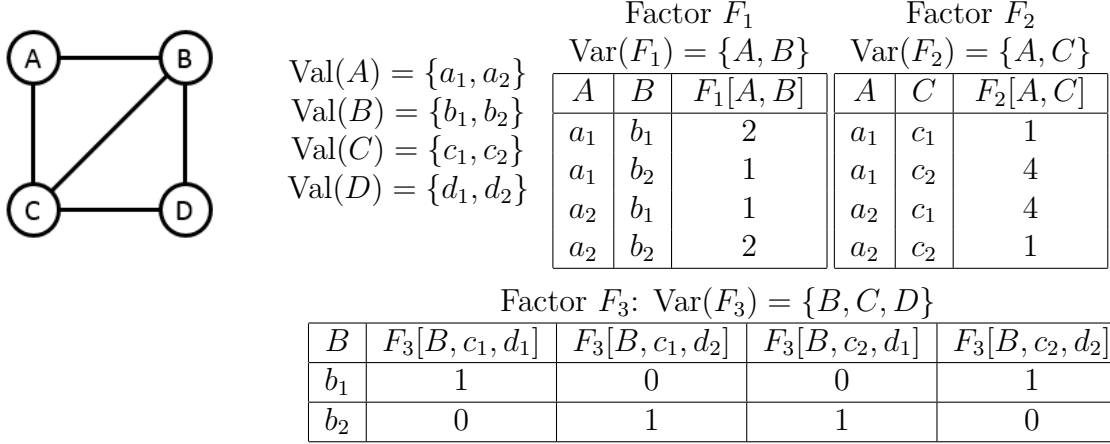 A
B
C
D
Val(A) = {a₁, a₂}
Val(B) = {b₁, b₂}
Val(C) = {c₁, c₂}
Val(D) = {d₁, d₂}
Factor F₁
Var(F₁) = {A, B}
A B F₁[A, B]
a₁ b₁ 2
a₁ b₂ 1
a₂ b₁ 1
a₂ b₂ 2
Factor F₂
Var(F₂) = {A, C}
A C F₂[A, C]
a₁ c₁ 1
a₁ c₂ 4
a₂ c₁ 4
a₂ c₂ 1
Factor F₃: Var(F₃) = {B, C, D}
B F₃[B, c₁, d₁] F₃[B, c₁, d₂] F₃[B, c₂, d₁] F₃[B, c₂, d₂]
b₁ 1 0 0 1
b₂ 0 1 1 0